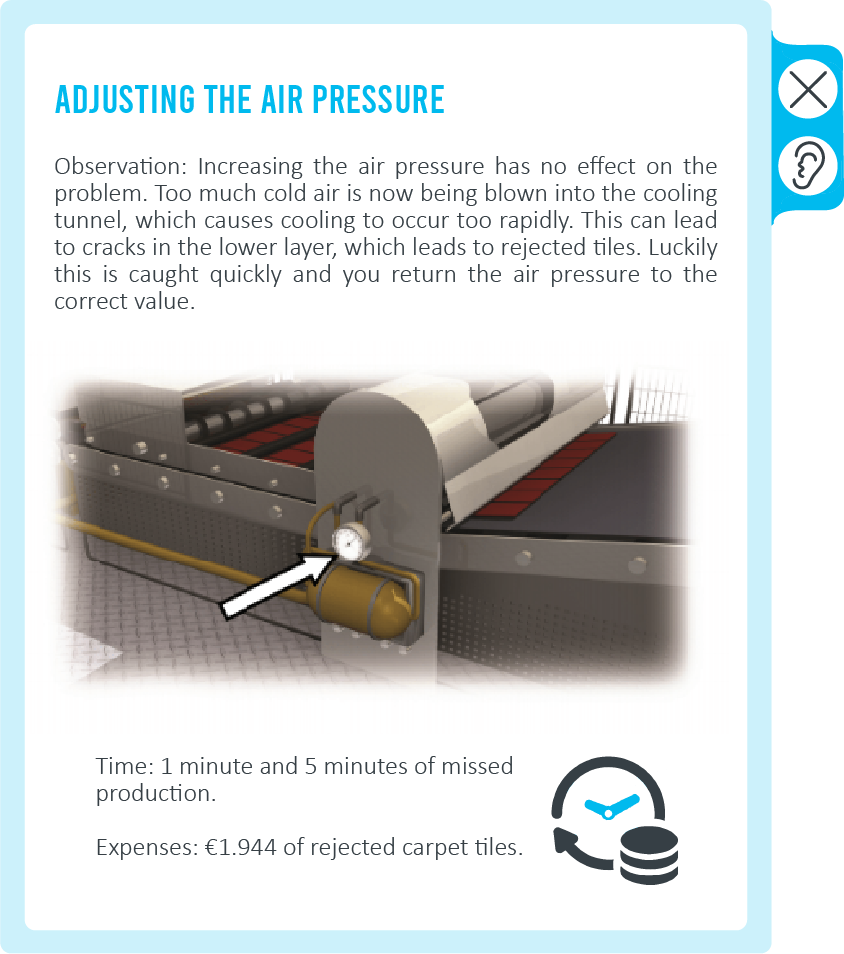 ADJUSTING THE AIR PRESSURE
Observation: Increasing the air pressure has no effect on the
problem. Too much cold air is now being blown into the cooling
tunnel, which causes cooling to occur too rapidly. This can lead
to cracks in the lower layer, which leads to rejected tiles. Luckily
this is caught quickly and you return the air pressure to the
correct value.
Time: 1 minute and 5 minutes of missed
production.
Expenses: €1.944 of rejected carpet tiles.